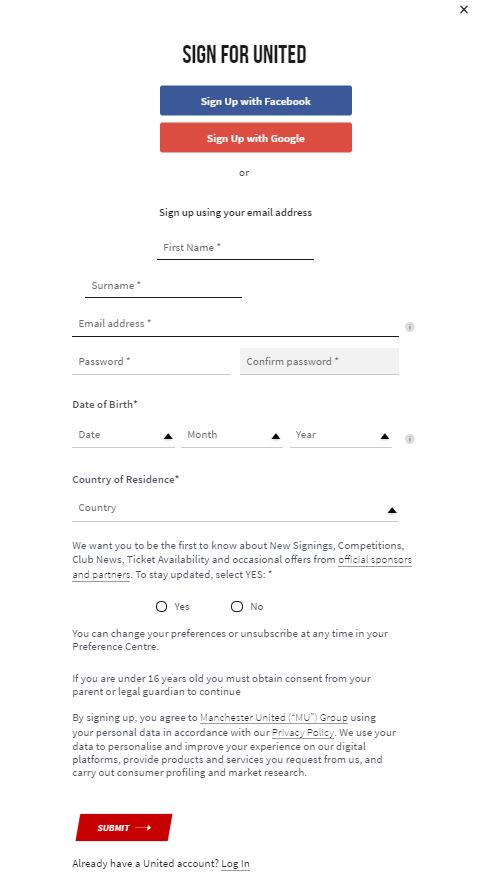 SIGN FOR UNITED
Sign Up with Facebook
Sign Up with Google
or
Sign up using your email address
First Name *
Surname *
Email address *
i
Password *
Confirm password *
Date of Birth*
Date
Month
Year
i
Country of Residence*
Country
We want you to be the first to know about New Signings, Competitions,
Club News, Ticket Availability and occasional offers from official sponsors
and partners. To stay updated, select YES: *
Yes
No
You can change your preferences or unsubscribe at any time in your
Preference Centre.
If you are under 16 years old you must obtain consent from your
parent or legal guardian to continue
By signing up, you agree to Manchester United (“MU”) Group using
your personal data in accordance with our Privacy Policy. We use your
data to personalise and improve your experience on our digital
platforms, provide products and services you request from us, and
carry out consumer profiling and market research.
SUBMIT
Already have a United account? Log In